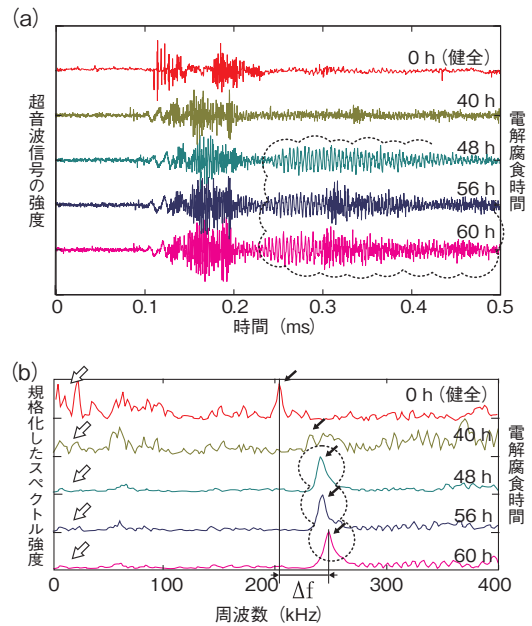 (a)
超音波信号の強度
0 h（健全）
40 h
48 h
56 h
60 h
電解腐食時間
0 0.1 0.2 0.3 0.4 0.5
時間（ms）
(b)
規格化したスペクトル強度
0 h（健全）
40 h
48 h
56 h
60 h
電解腐食時間
0 100 200 300 400
Δf
周波数（kHz）